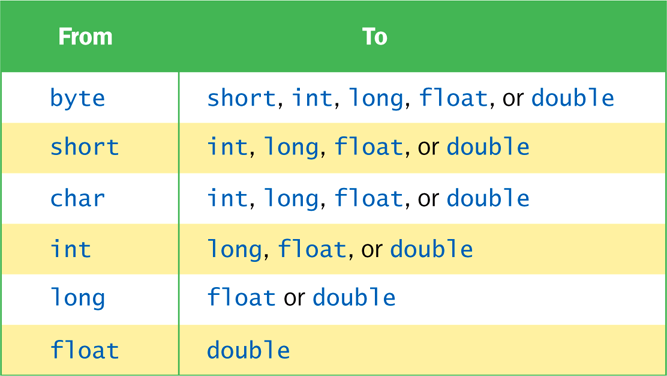 From To
byte short, int, long, float, or double
short int, long, float, or double
char int, long, float, or double
int long, float, or double
long float or double
float double